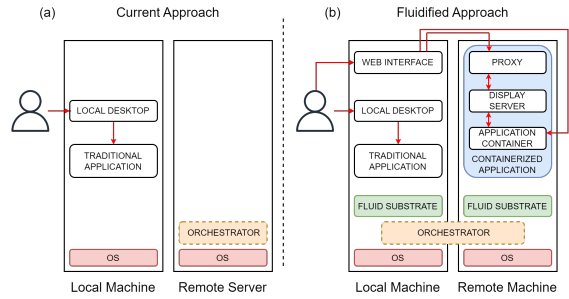 (a)
Current Approach
LOCAL DESKTOP
TRADITIONAL
APPLICATION
ORCHESTRATOR
OS
OS
Local Machine
Remote Server
(b)
Fluidified Approach
WEB INTERFACE
PROXY
LOCAL DESKTOP
DISPLAY
SERVER
TRADITIONAL
APPLICATION
APPLICATION
CONTAINER
CONTAINERIZED
APPLICATION
FLUID SUBSTRATE
FLUID SUBSTRATE
ORCHESTRATOR
OS
OS
Local Machine
Remote Machine